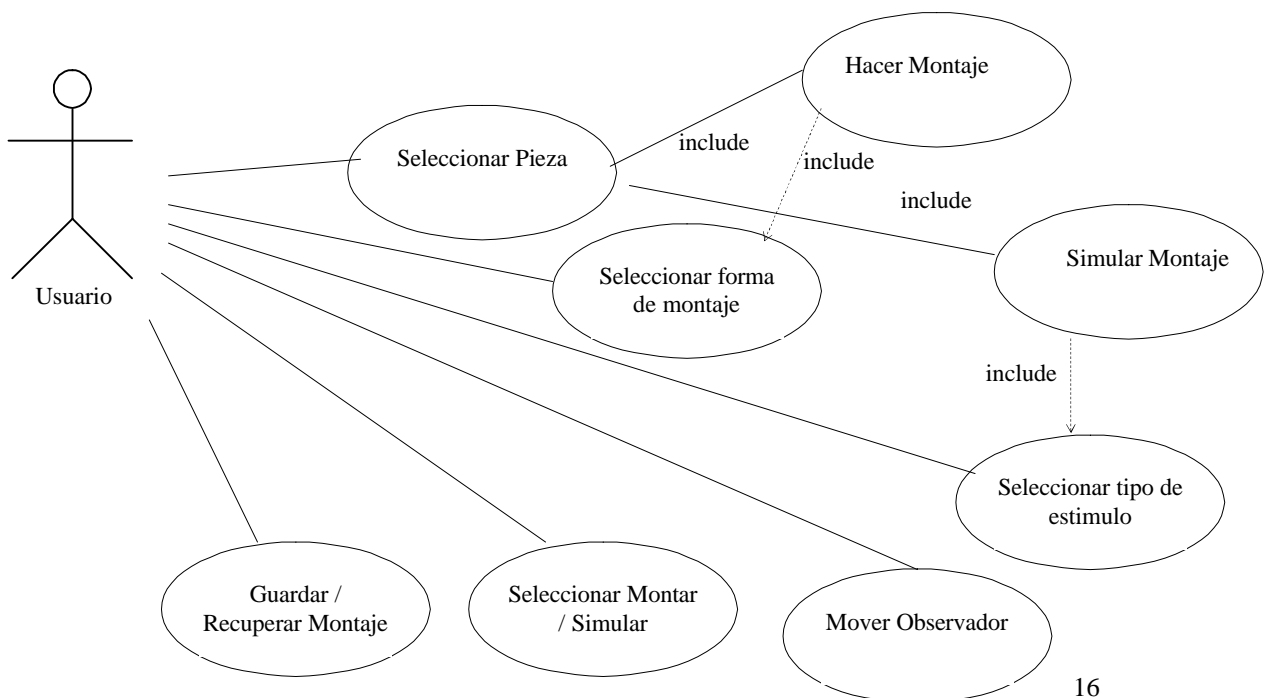 Hacer Montaje
include
Seleccionar Pieza
include
include
Simular Montaje
Seleccionar forma
de montaje
Usuario
include
Seleccionar tipo de
estimulo
Guardar /
Recuperar Montaje
Seleccionar Montar
/ Simular
Mover Observador
16